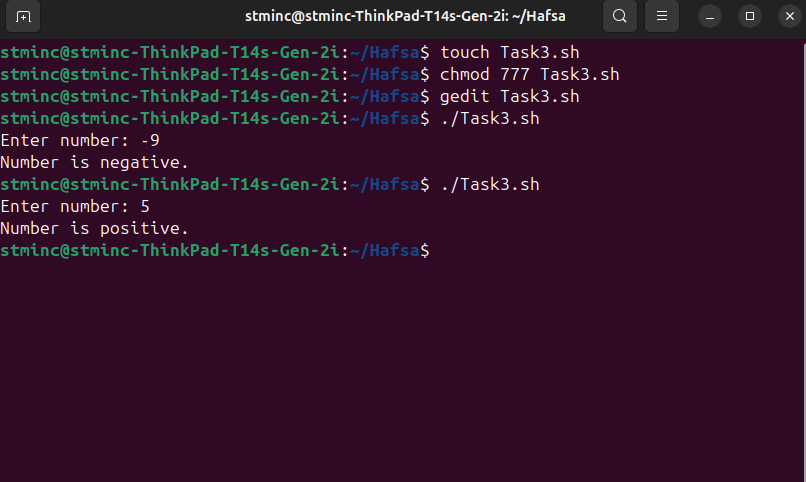 stminc@stminc-ThinkPad-T14s-Gen-2i: ~/Hafsa
stminc@stminc-ThinkPad-T14s-Gen-2i:~/Hafsa$ touch Task3.sh
stminc@stminc-ThinkPad-T14s-Gen-2i:~/Hafsa$ chmod 777 Task3.sh
stminc@stminc-ThinkPad-T14s-Gen-2i:~/Hafsa$ gedit Task3.sh
stminc@stminc-ThinkPad-T14s-Gen-2i:~/Hafsa$ ./Task3.sh
Enter number: -9
Number is negative.
stminc@stminc-ThinkPad-T14s-Gen-2i:~/Hafsa$ ./Task3.sh
Enter number: 5
Number is positive.
stminc@stminc-ThinkPad-T14s-Gen-2i:~/Hafsa$